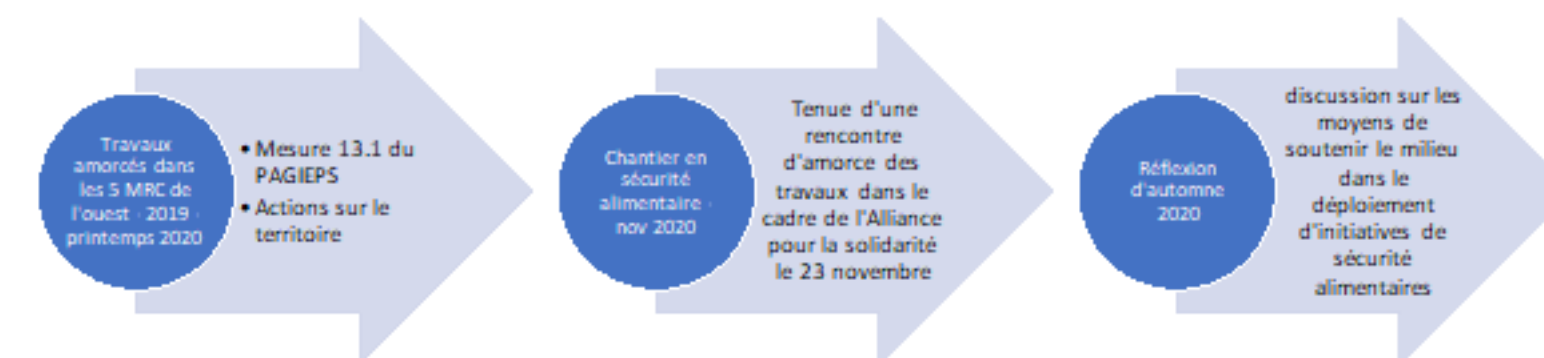 Travaux
amorcés dans
les 5 MRC de
l'ouest - 2019 -
printemps 2020
• Mesure 13.1 du
PAGIEPS
• Actions sur le
territoire
Chantier en
sécurité
alimentaire -
nov 2020
Tenue d'une
rencontre
d'amorce des
travaux dans le
cadre de l'Alliance
pour la solidarité
le 23 novembre
Réflexion
d'automne
2020
discussion sur les
moyens de
soutenir le milieu
dans le
déploiement
d'initiatives de
sécurité
alimentaires